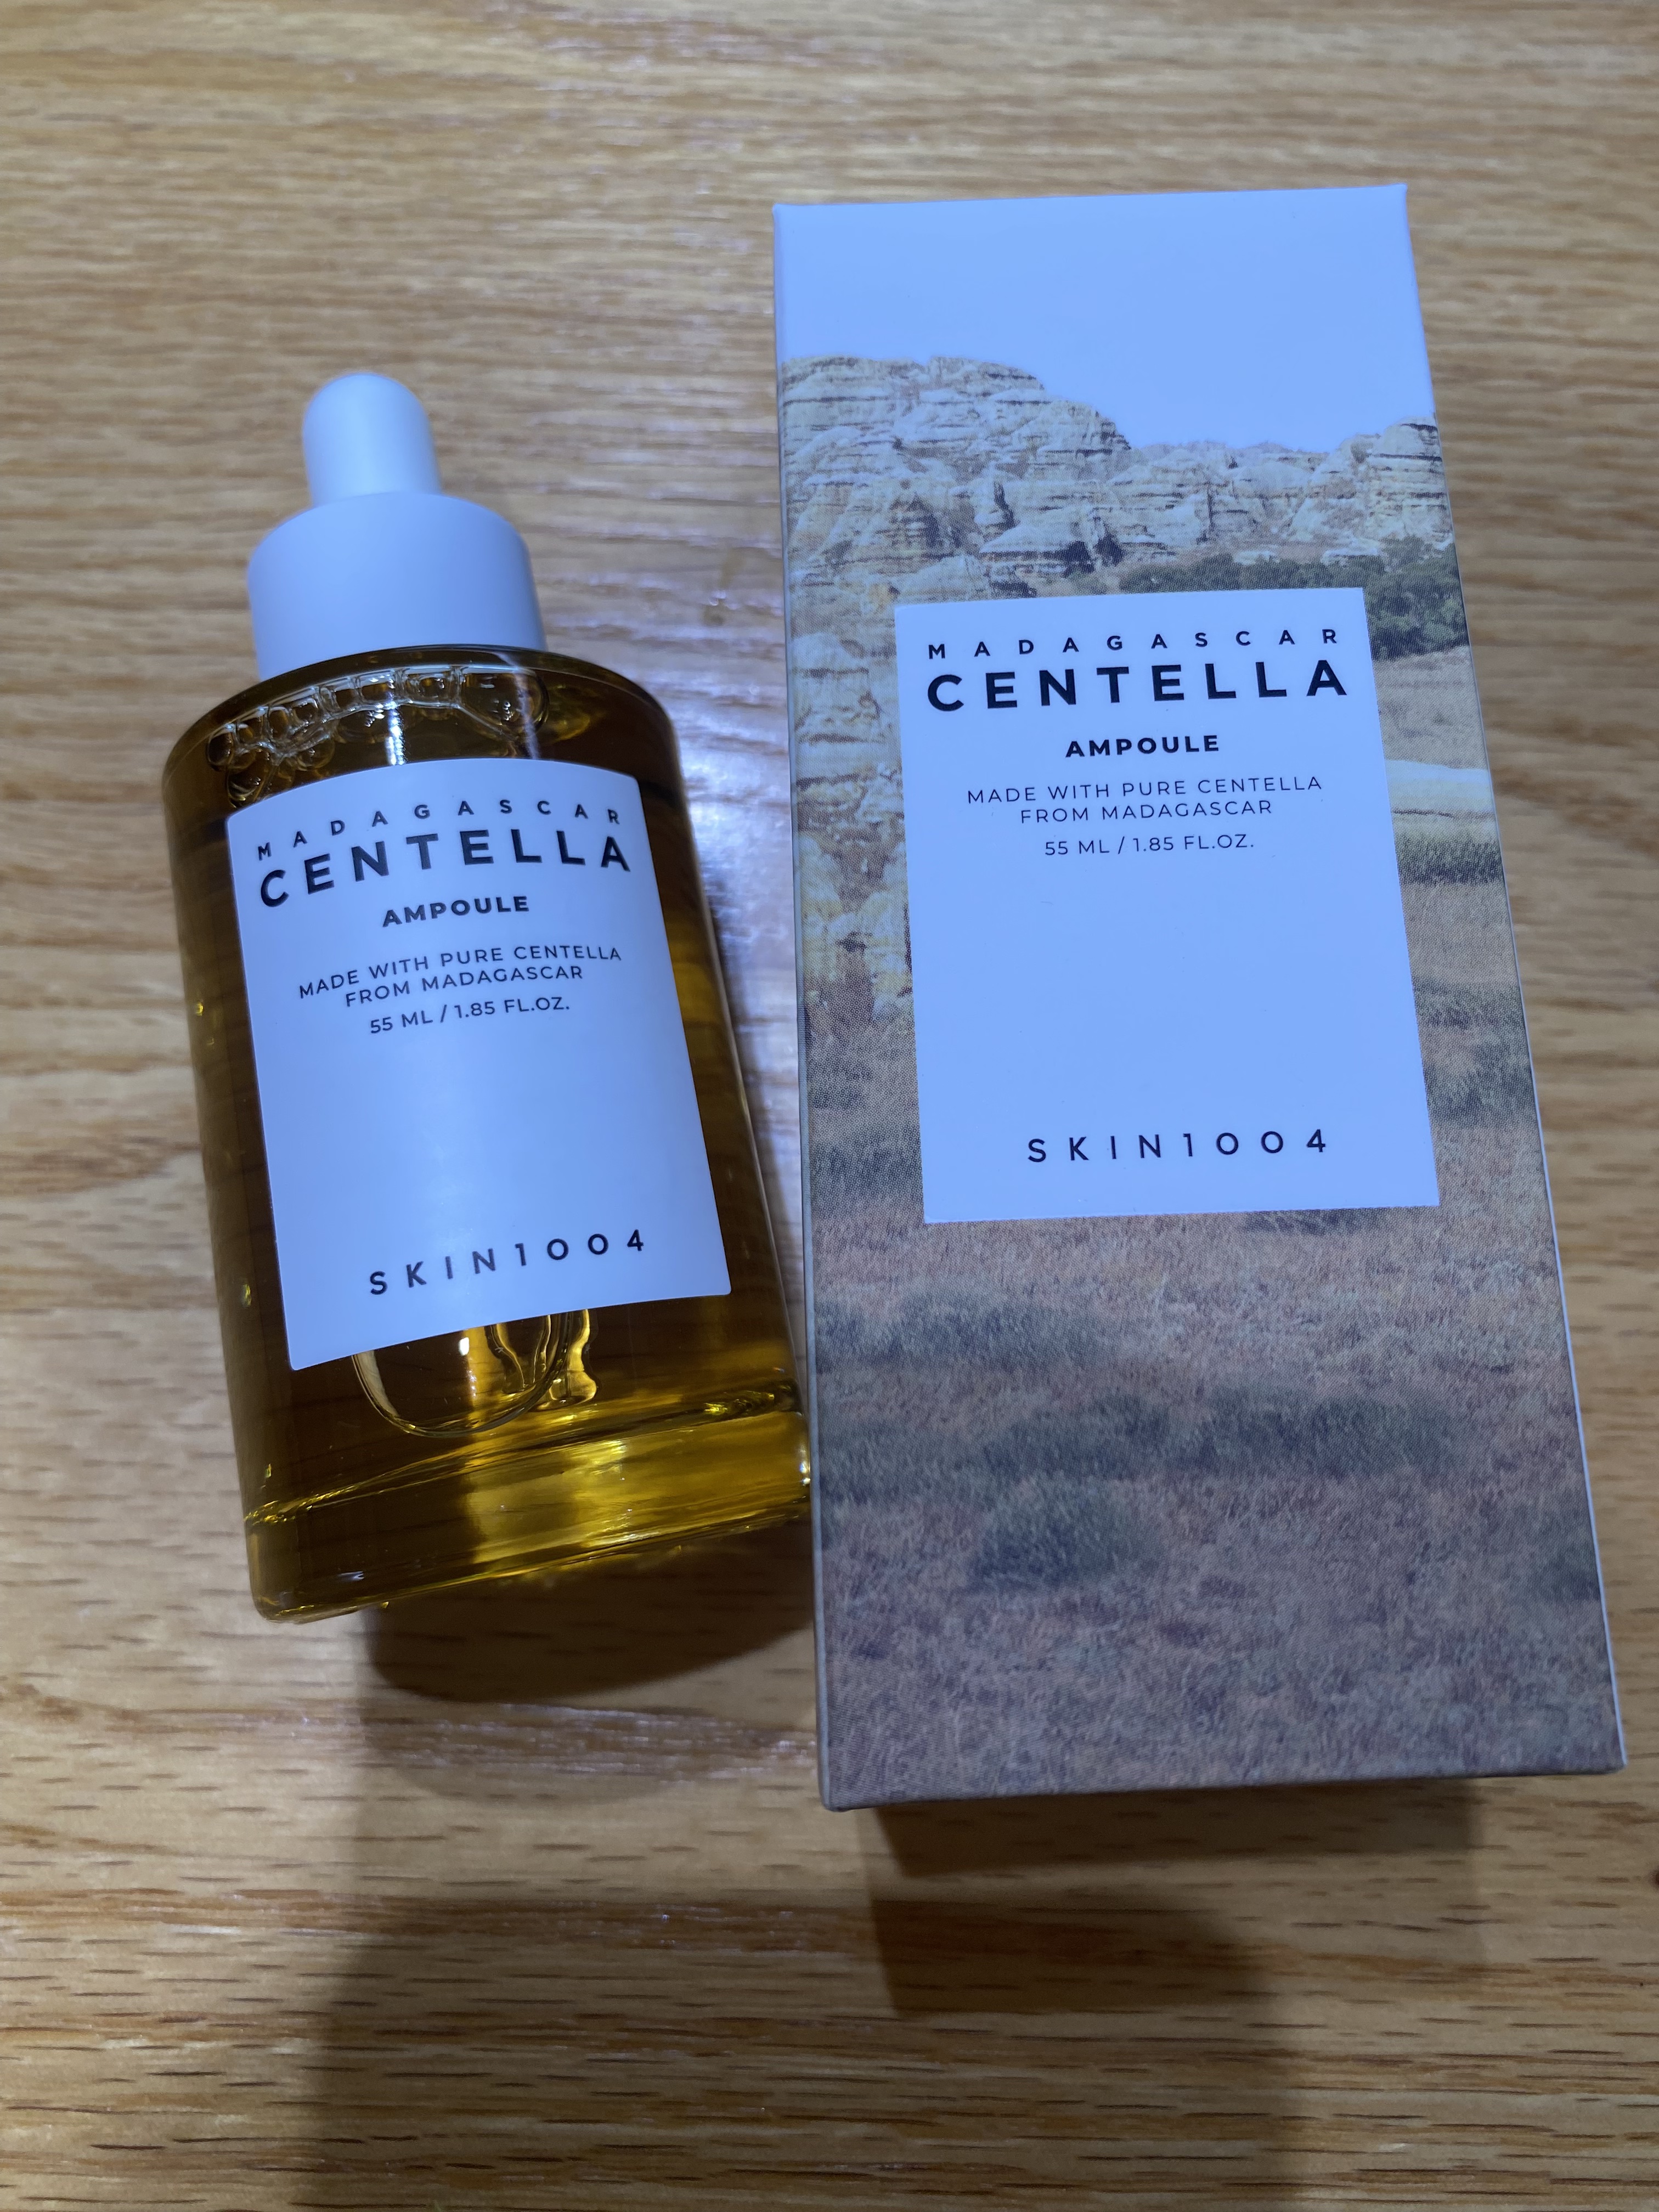 MADAGASCAR
CENTELLA
AMPOULE
MADE WITH PURE CENTELLA
FROM MADAGASCAR
55 ML / 1.85 FL.OZ.
SKIN1004
MADAGASCAR
CENTELLA
AMPOULE
MADE WITH PURE CENTELLA
FROM MADAGASCAR
55 ML / 1.85 FL.OZ.
SKIN1004